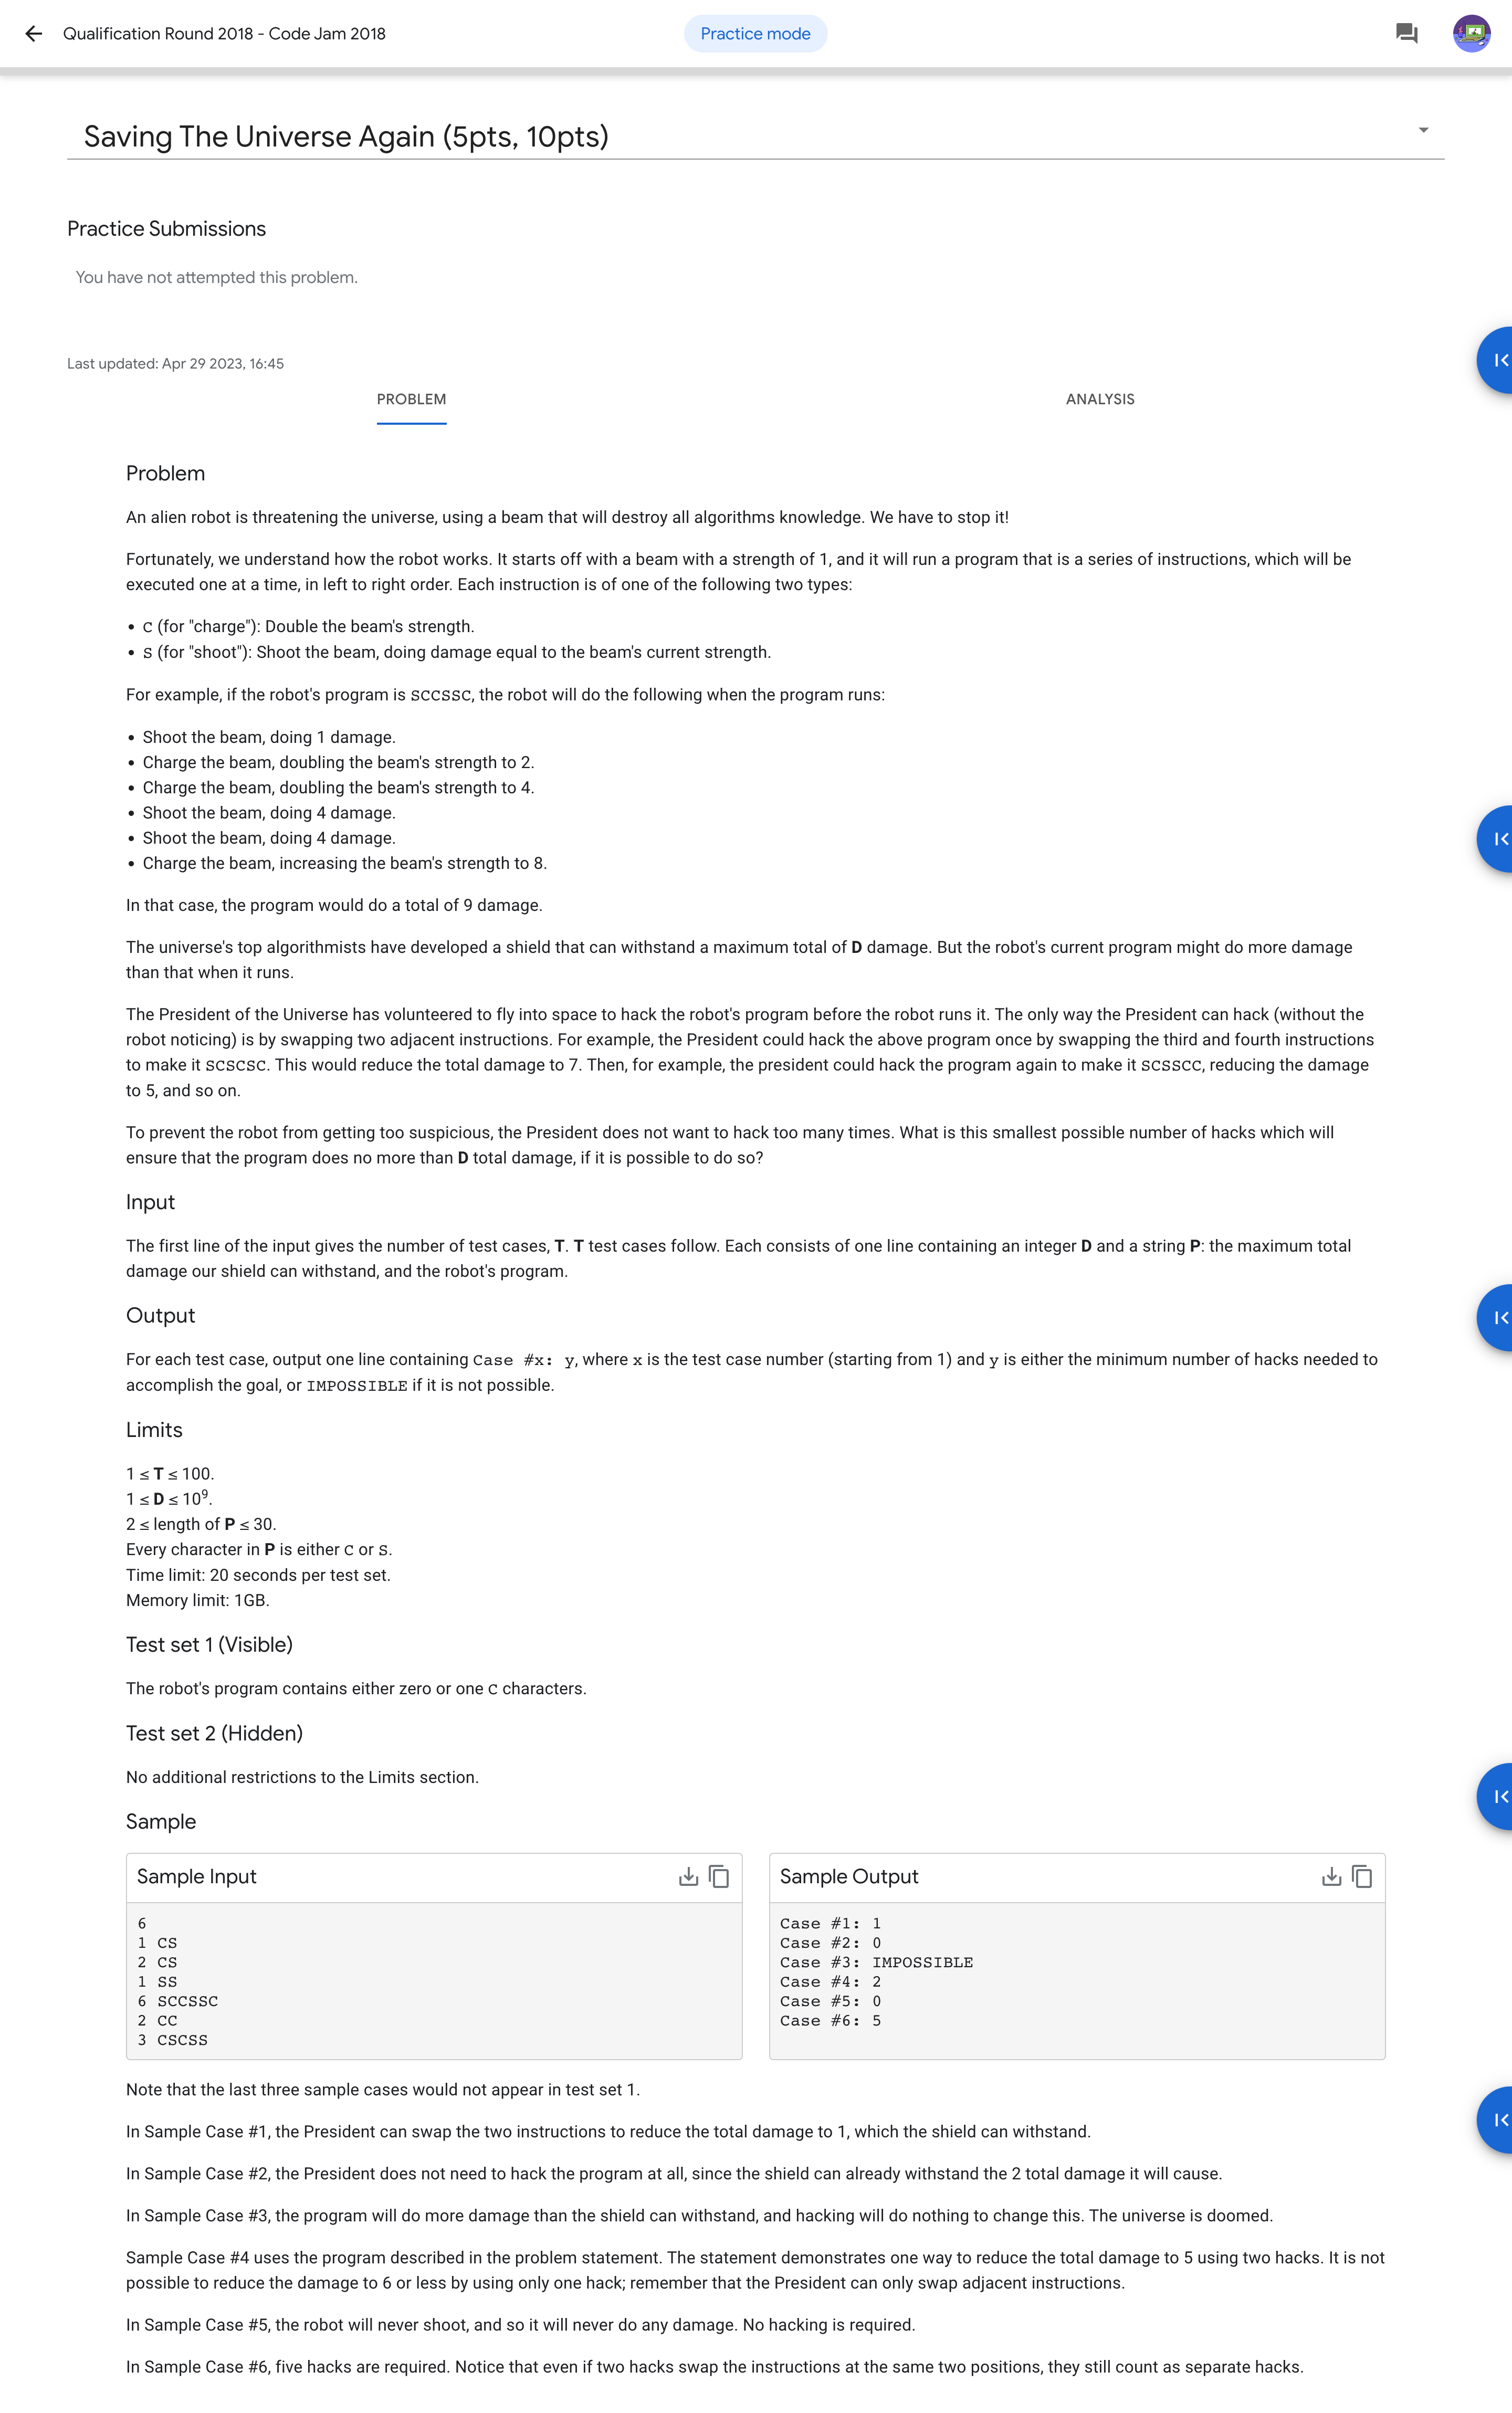 Qualification Round 2018 - Code Jam 2018
Practice mode
Saving The Universe Again (5pts, 10pts)
Practice Submissions
You have not attempted this problem.
Last updated: Apr 29 2023, 16:45
PROBLEM
ANALYSIS
Problem
An alien robot is threatening the universe, using a beam that will destroy all algorithms knowledge. We have to stop it!
Fortunately, we understand how the robot works. It starts off with a beam with a strength of 1, and it will run a program that is a series of instructions, which will be
executed one at a time, in left to right order. Each instruction is of one of the following two types:
• C (for "charge"): Double the beam's strength.
• S (for "shoot"): Shoot the beam, doing damage equal to the beam's current strength.
For example, if the robot's program is SCCSSC, the robot will do the following when the program runs:
• Shoot the beam, doing 1 damage.
• Charge the beam, doubling the beam's strength to 2.
• Charge the beam, doubling the beam's strength to 4.
• Shoot the beam, doing 4 damage.
• Shoot the beam, doing 4 damage.
• Charge the beam, increasing the beam's strength to 8.
In that case, the program would do a total of 9 damage.
The universe's top algorithmists have developed a shield that can withstand a maximum total of D damage. But the robot's current program might do more damage
than that when it runs.
The President of the Universe has volunteered to fly into space to hack the robot's program before the robot runs it. The only way the President can hack (without the
robot noticing) is by swapping two adjacent instructions. For example, the President could hack the above program once by swapping the third and fourth instructions
to make it SCSCSC. This would reduce the total damage to 7. Then, for example, the president could hack the program again to make it SCSSCC, reducing the damage
to 5, and so on.
To prevent the robot from getting too suspicious, the President does not want to hack too many times. What is this smallest possible number of hacks which will
ensure that the program does no more than D total damage, if it is possible to do so?
Input
The first line of the input gives the number of test cases, T. T test cases follow. Each consists of one line containing an integer D and a string P: the maximum total
damage our shield can withstand, and the robot's program.
Output
For each test case, output one line containing Case #x: y, where x is the test case number (starting from 1) and y is either the minimum number of hacks needed to
accomplish the goal, or IMPOSSIBLE if it is not possible.
Limits
1 ≤ T ≤ 100.
1 ≤ D ≤ 10⁹.
2 ≤ length of P ≤ 30.
Every character in P is either C or S.
Time limit: 20 seconds per test set.
Memory limit: 1GB.
Test set 1 (Visible)
The robot's program contains either zero or one C characters.
Test set 2 (Hidden)
No additional restrictions to the Limits section.
Sample
Sample Input
6
1 CS
2 CS
1 SS
6 SCCSSC
2 CC
3 CSCSS
Sample Output
Case #1: 1
Case #2: 0
Case #3: IMPOSSIBLE
Case #4: 2
Case #5: 0
Case #6: 5
Note that the last three sample cases would not appear in test set 1.
In Sample Case #1, the President can swap the two instructions to reduce the total damage to 1, which the shield can withstand.
In Sample Case #2, the President does not need to hack the program at all, since the shield can already withstand the 2 total damage it will cause.
In Sample Case #3, the program will do more damage than the shield can withstand, and hacking will do nothing to change this. The universe is doomed.
Sample Case #4 uses the program described in the problem statement. The statement demonstrates one way to reduce the total damage to 5 using two hacks. It is not
possible to reduce the damage to 6 or less by using only one hack; remember that the President can only swap adjacent instructions.
In Sample Case #5, the robot will never shoot, and so it will never do any damage. No hacking is required.
In Sample Case #6, five hacks are required. Notice that even if two hacks swap the instructions at the same two positions, they still count as separate hacks.